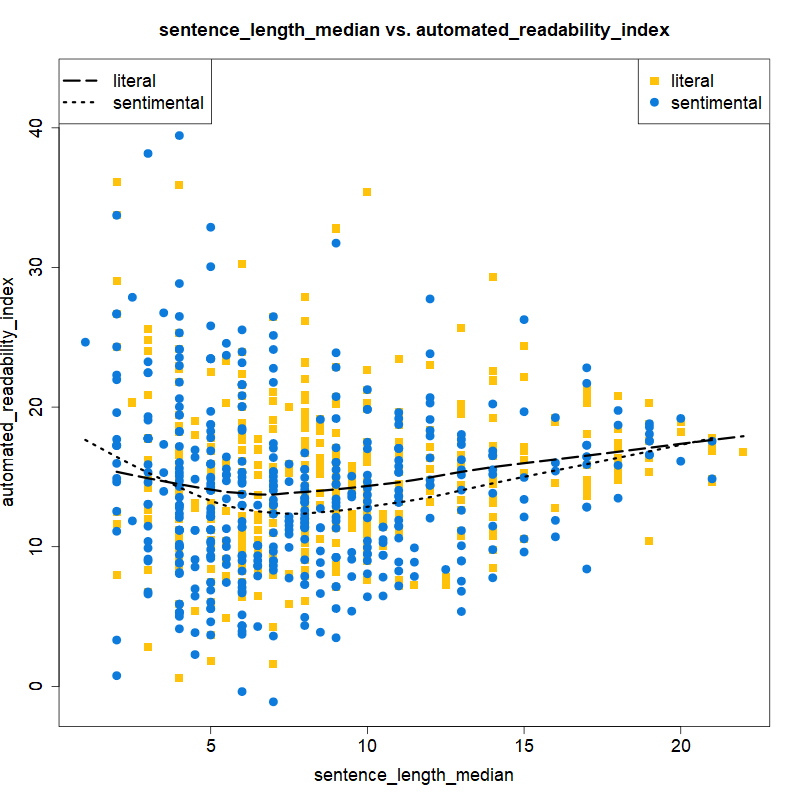 sentence_length_median vs. automated_readability_index
literal
sentimental
literal
sentimental
automated_readability_index
40
30
20
10
0
5 10 15 20
sentence_length_median